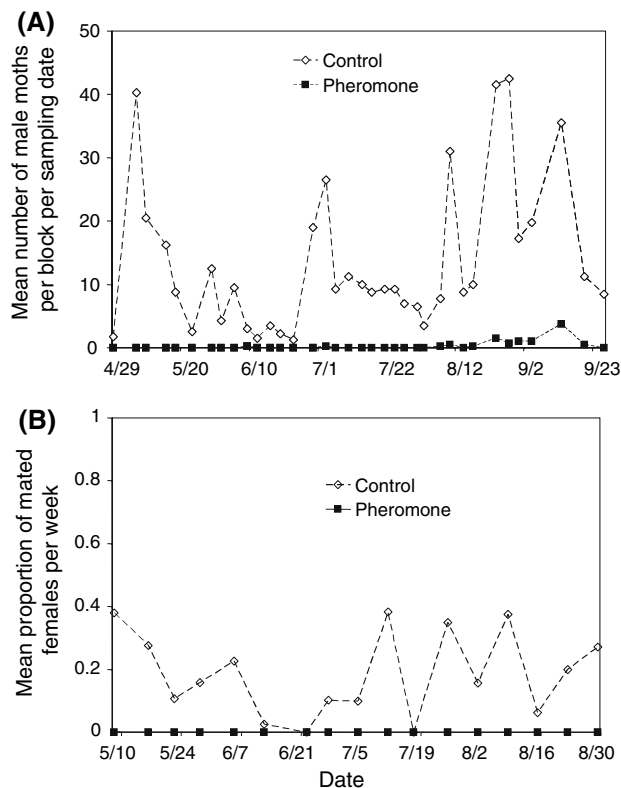 (A)
Mean number of male moths
per block per sampling date
50
40
30
20
10
0
Control
Pheromone
4/29 5/20 6/10 7/1 7/22 8/12 9/2 9/23
(B)
Mean proportion of mated
females per week
1
0.8
0.6
0.4
0.2
0
Control
Pheromone
5/10 5/24 6/7 6/21 7/5 7/19 8/2 8/16 8/30
Date